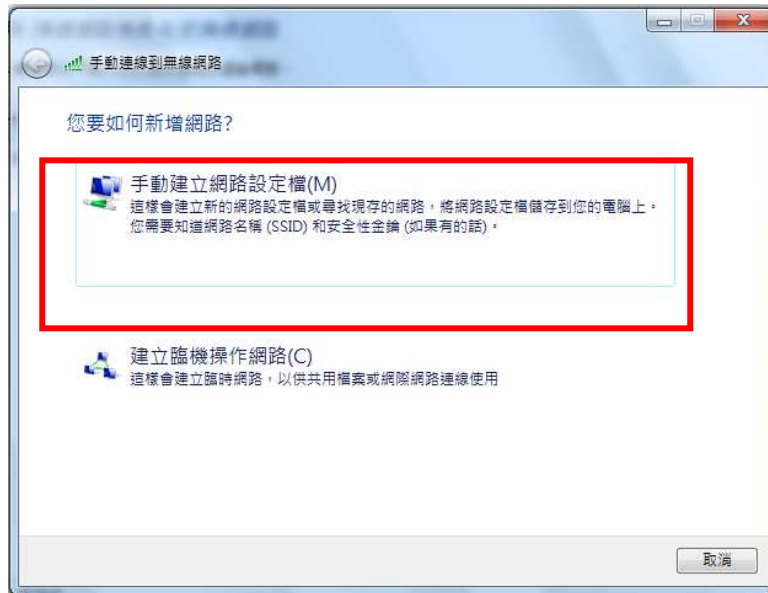 手動連線到無線網路
您要如何新增網路?
手動建立網路設定檔(M)
這樣會建立新的網路設定檔或尋找現存的網路，將網路設定檔儲存到您的電腦上。
您需要知道網路名稱 (SSID) 和安全性金鑰 (如果有的話)。
建立臨機操作網路(C)
這樣會建立臨時網路，以供共用檔案或網際網路連線使用
取消